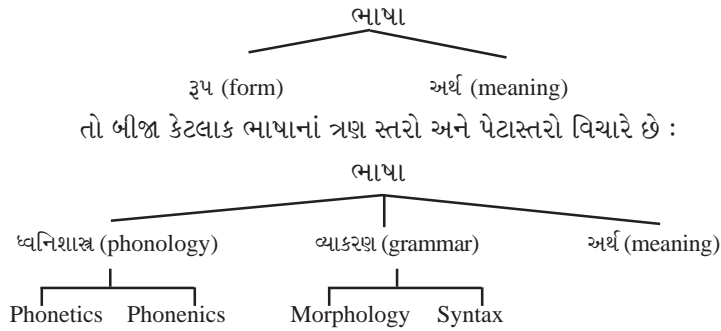 ભાષા
રૂપ (form) અર્થ (meaning)
તો બીજા કેટલાક ભાષાનાં ત્રણ સ્તરો અને પેટાસ્તરો વિચારે છે :
ભાષા
ધ્વનિશાસ્ત્ર (phonology) વ્યાકરણ (grammar) અર્થ (meaning)
Phonetics Phonenics Morphology Syntax